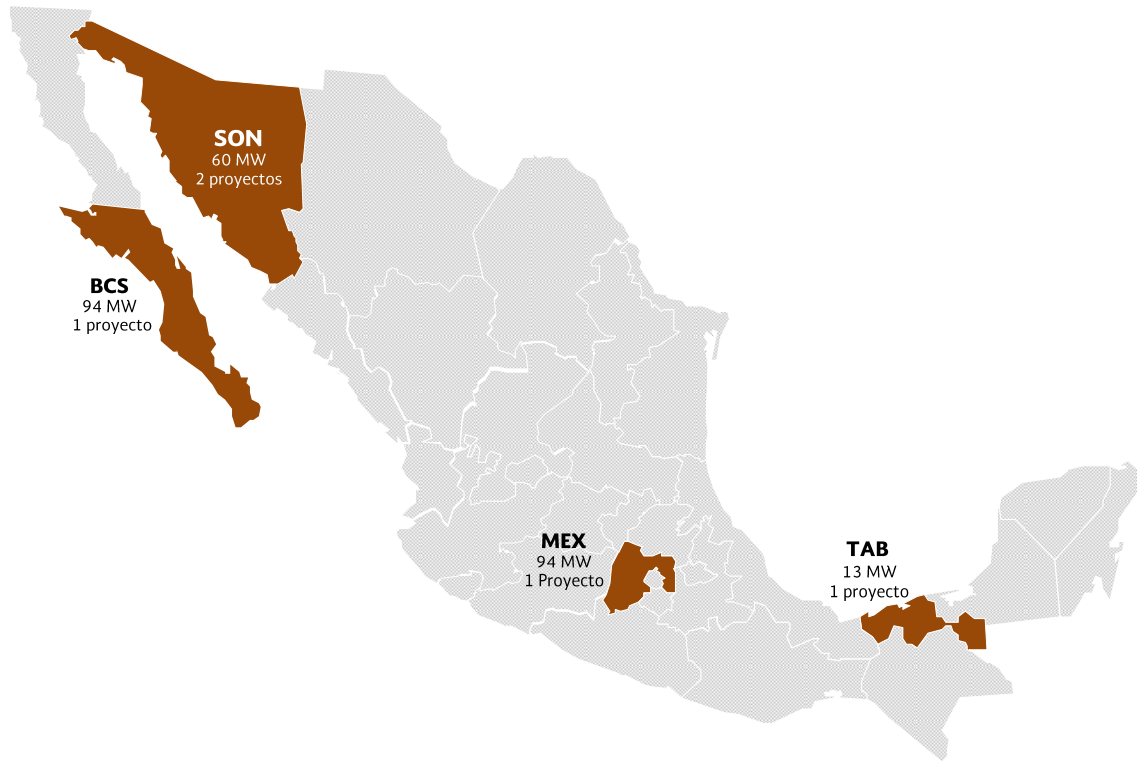 SON
60 MW
2 proyectos
BCS
94 MW
1 proyecto
MEX
94 MW
1 Proyecto
TAB
13 MW
1 proyecto